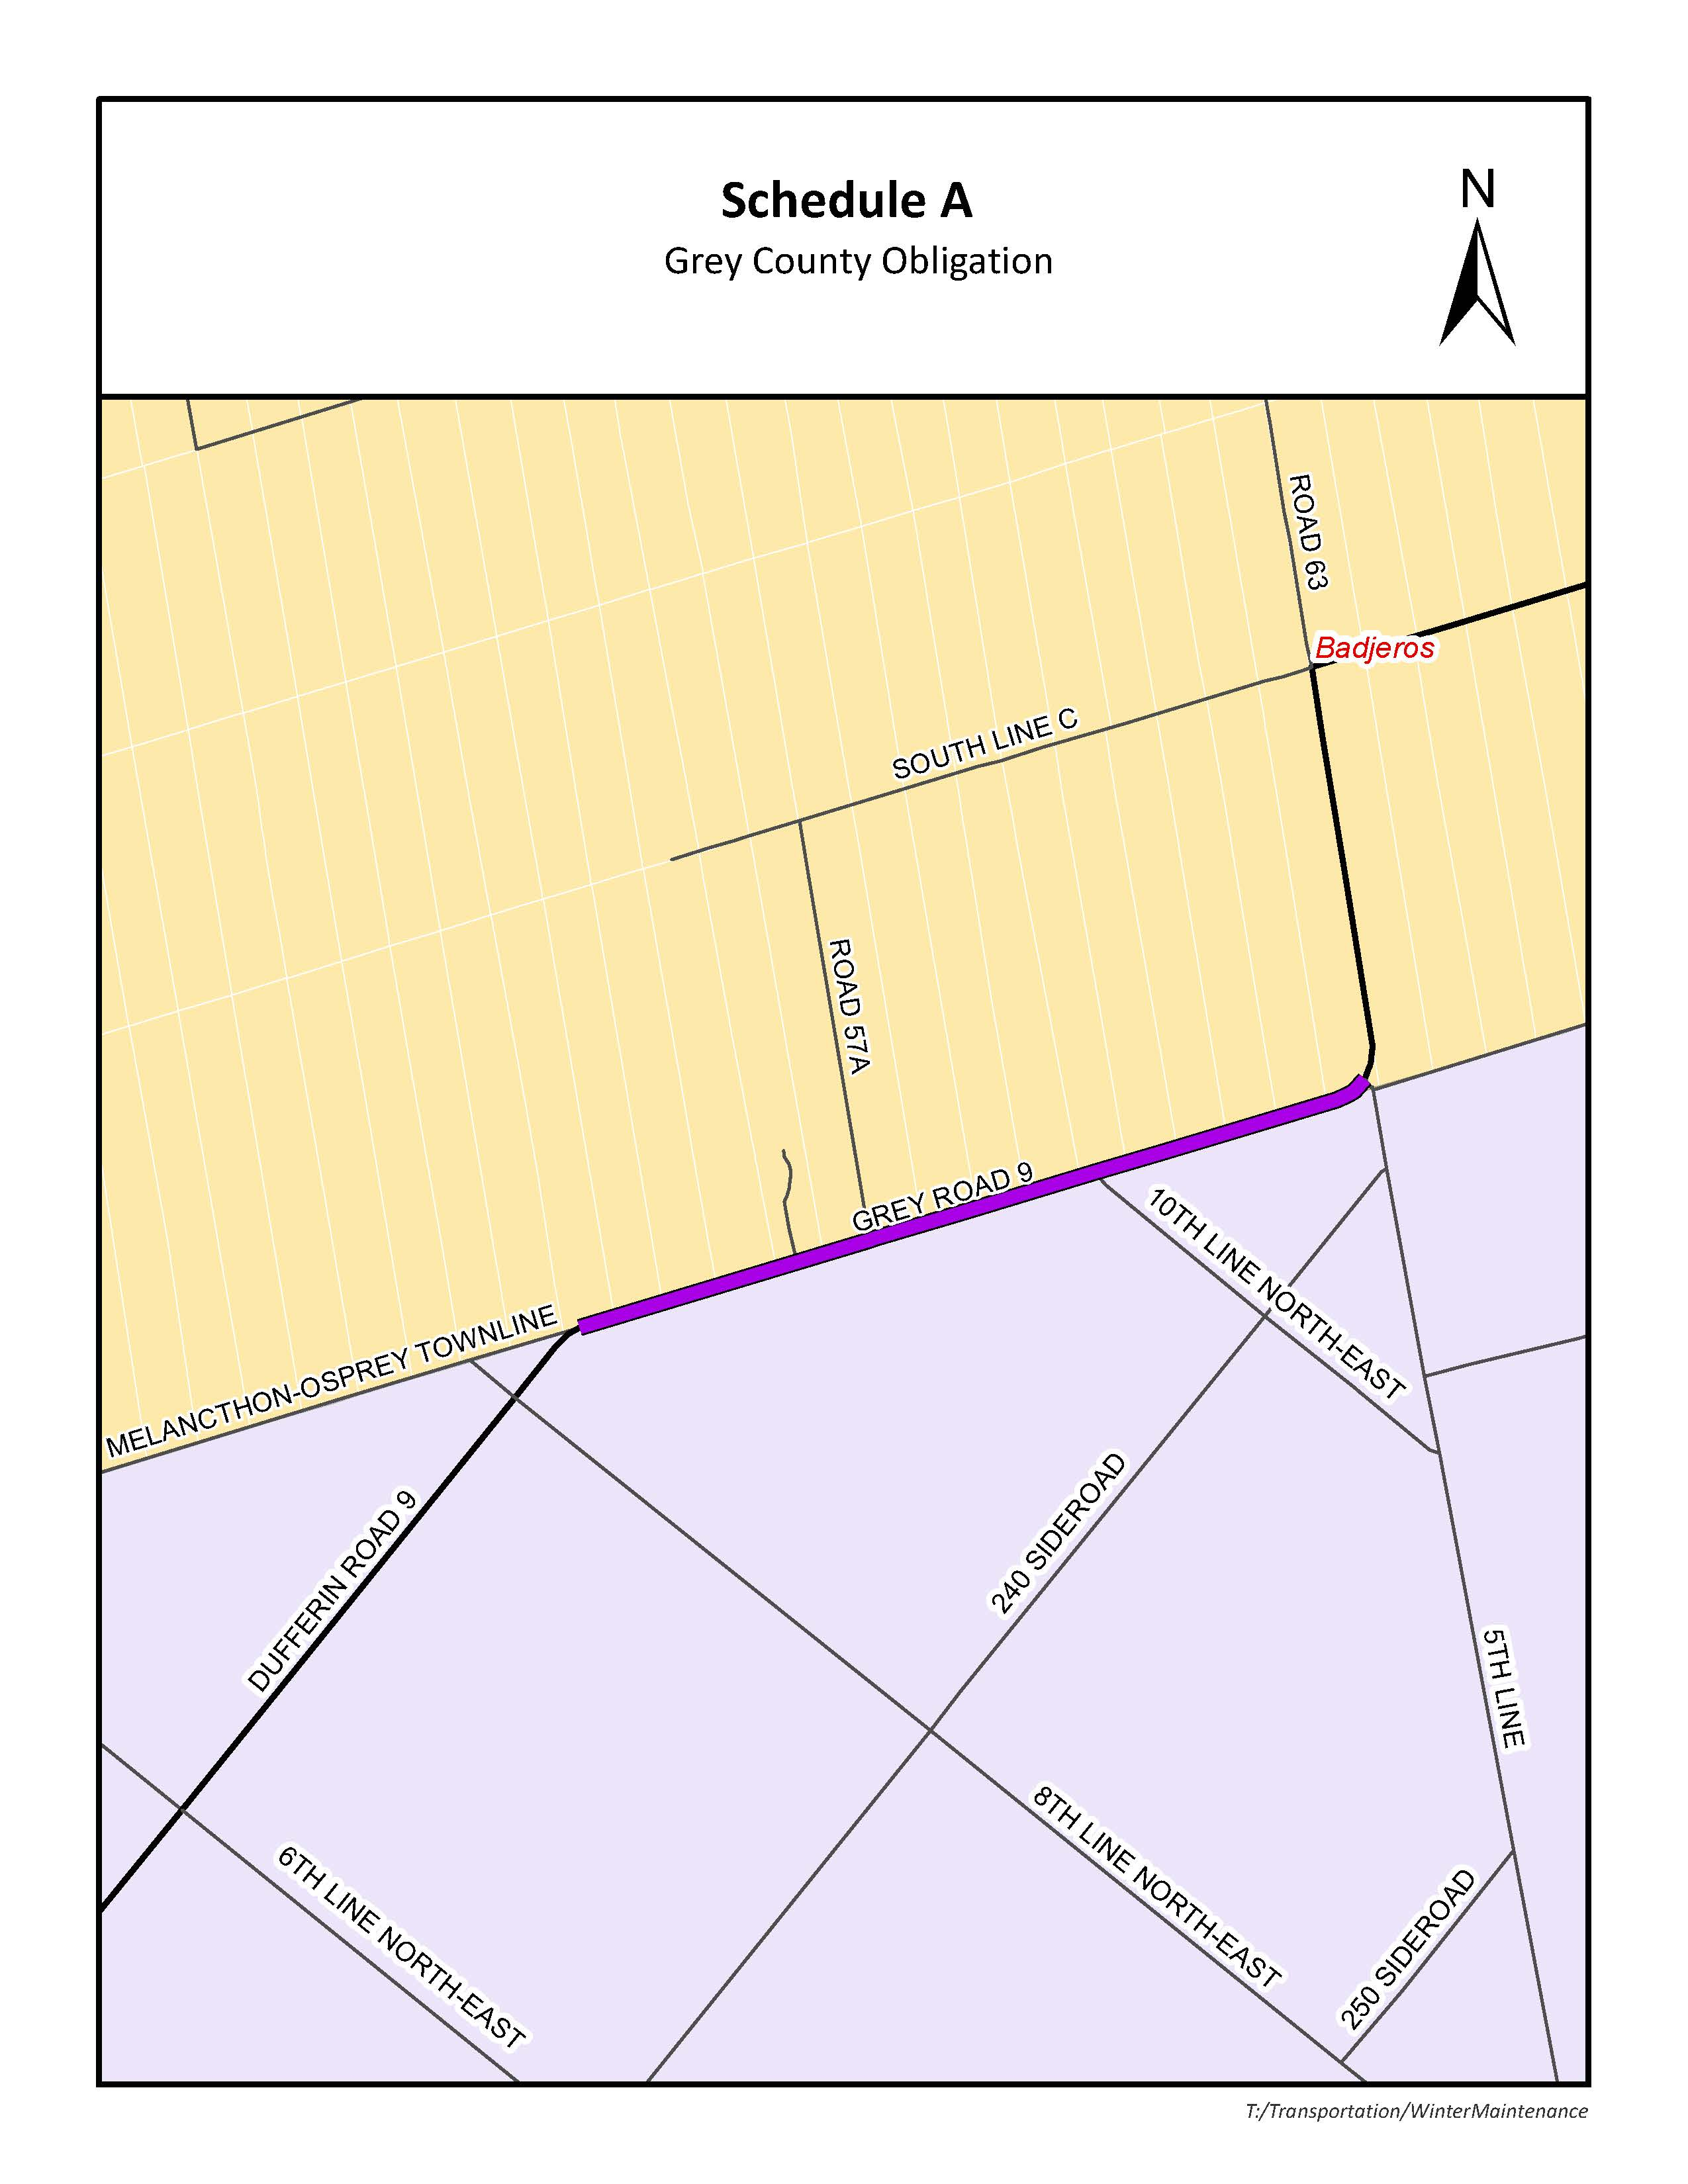 Schedule A
Grey County Obligation
N
ROAD 63
Badjeros
SOUTH LINE C
ROAD 57A
GREY ROAD 9
10TH LINE NORTH-EAST
MELANCTHON-OSPREY TOWNLINE
DUFFERIN ROAD 9
240 SIDEROAD
5TH LINE
8TH LINE NORTH-EAST
6TH LINE NORTH-EAST
250 SIDEROAD
T:/Transportation/WinterMaintenance